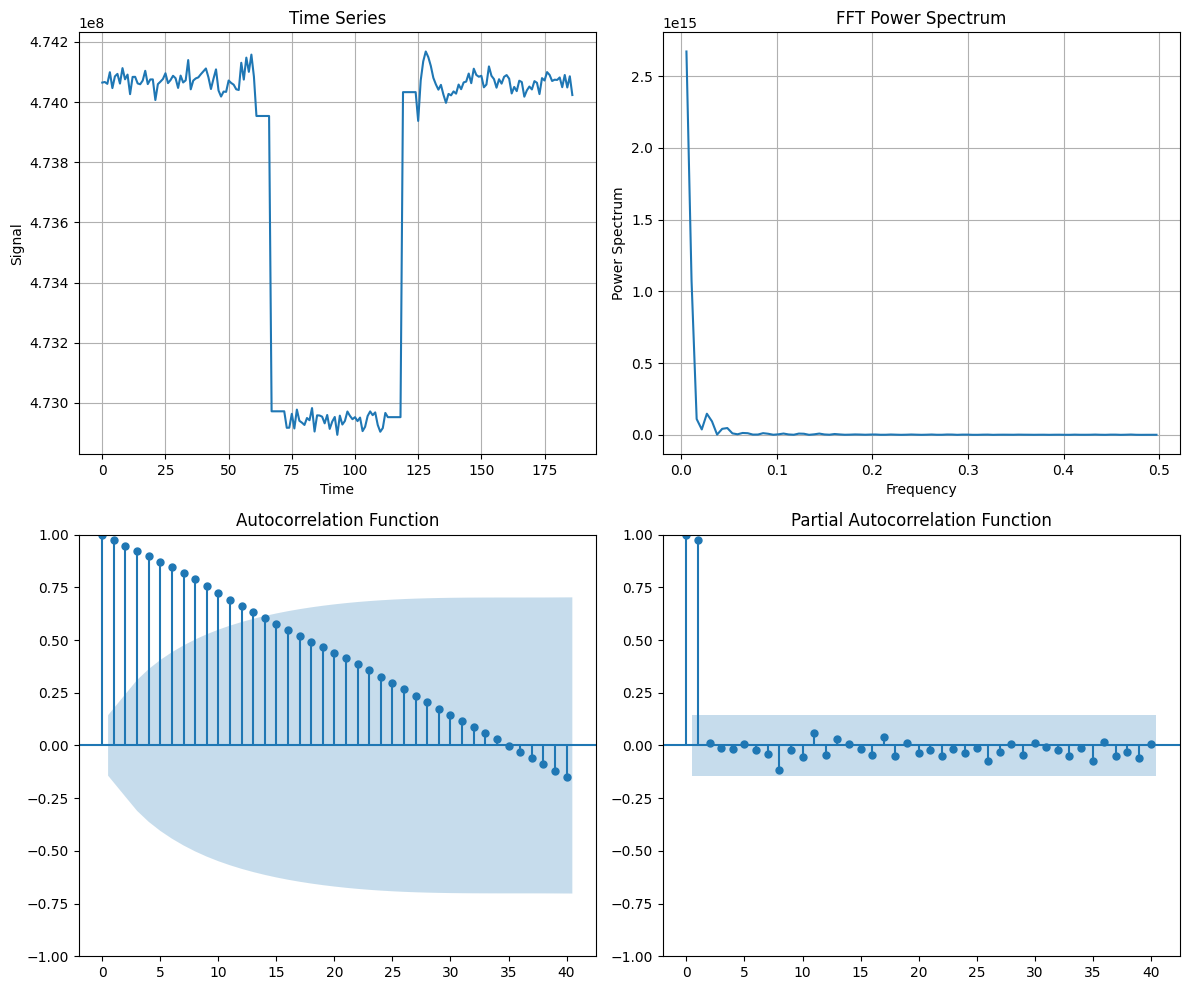 Time Series
1e8
4.742
4.740
4.738
4.736
4.734
4.732
4.730
Signal
0 25 50 75 100 125 150 175
Time
FFT Power Spectrum
1e15
2.5
2.0
1.5
1.0
0.5
0.0
Power Spectrum
0.0 0.1 0.2 0.3 0.4 0.5
Frequency
Autocorrelation Function
1.00
0.75
0.50
0.25
0.00
−0.25
−0.50
−0.75
−1.00
0 5 10 15 20 25 30 35 40
Partial Autocorrelation Function
1.00
0.75
0.50
0.25
0.00
−0.25
−0.50
−0.75
−1.00
0 5 10 15 20 25 30 35 40